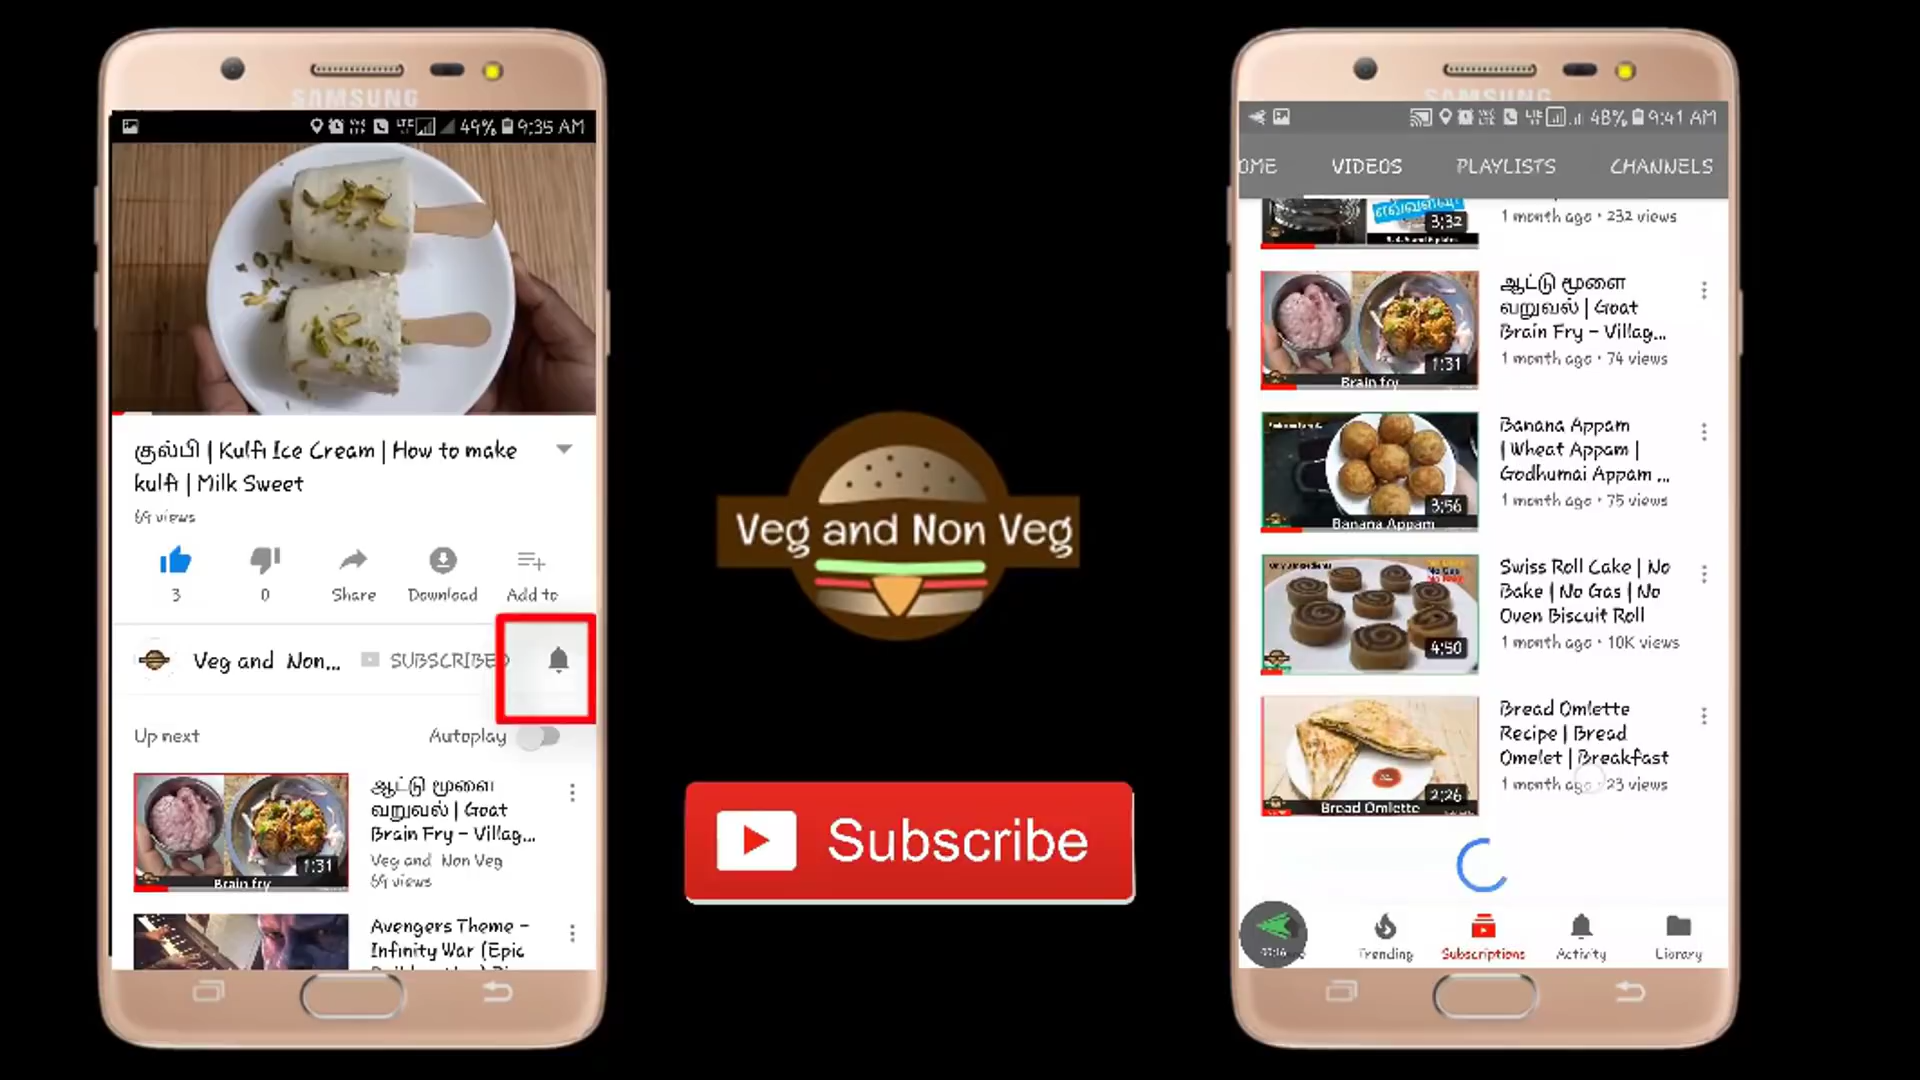 SAMSUNG
49% 9:35 AM
குல்பி | Kulfi Ice Cream | How to make
kulfi | Milk Sweet
69 views
3
0
Share
Download
Add to
Veg and Non...
SUBSCRIBED
Up next
Autoplay
ஆட்டு மூளை
வறுவல் | Goat
Brain Fry - Villag...
Veg and Non Veg
69 views
1:31
Brain fry
Avengers Theme -
Infinity War (Epic
Veg and Non Veg
Subscribe
SAMSUNG
48% 9:41 AM
OME
VIDEOS
PLAYLISTS
CHANNELS
3:32
1 month ago • 232 views
ஆட்டு மூளை
வறுவல் | Goat
Brain Fry - Villag...
1 month ago • 74 views
1:31
Brain fry
Banana Appam
| Wheat Appam |
Godhumai Appam ...
1 month ago • 75 views
3:56
Banana Appam
Swiss Roll Cake | No
Bake | No Gas | No
Oven Biscuit Roll
1 month ago • 10K views
4:50
Bread Omlette
Recipe | Bread
Omelet | Breakfast
1 month ago • 23 views
2:26
Bread Omlette
Trending
Subscriptions
Activity
Library